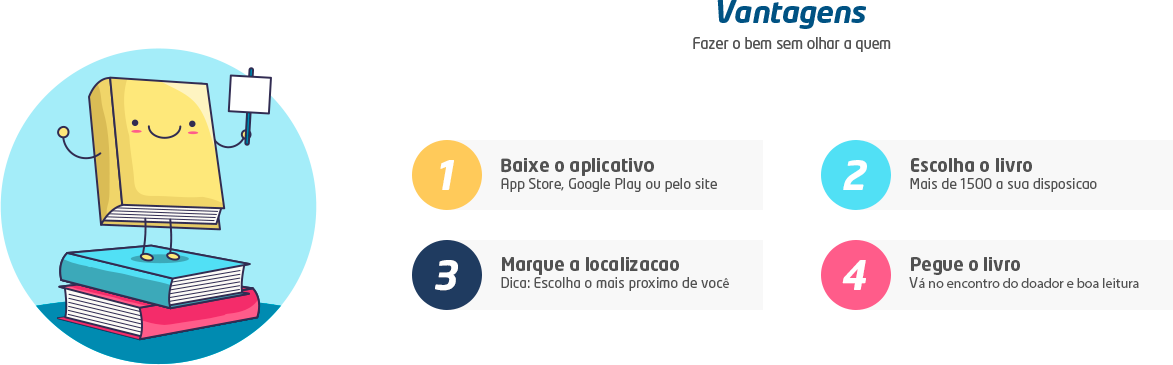 Vantagens
Fazer o bem sem olhar a quem
1
Baixe o aplicativo
App Store, Google Play ou pelo site
2
Escolha o livro
Mais de 1500 a sua disposicao
3
Marque a localizacao
Dica: Escolha o mais proximo de você
4
Pegue o livro
Vá no encontro do doador e boa leitura